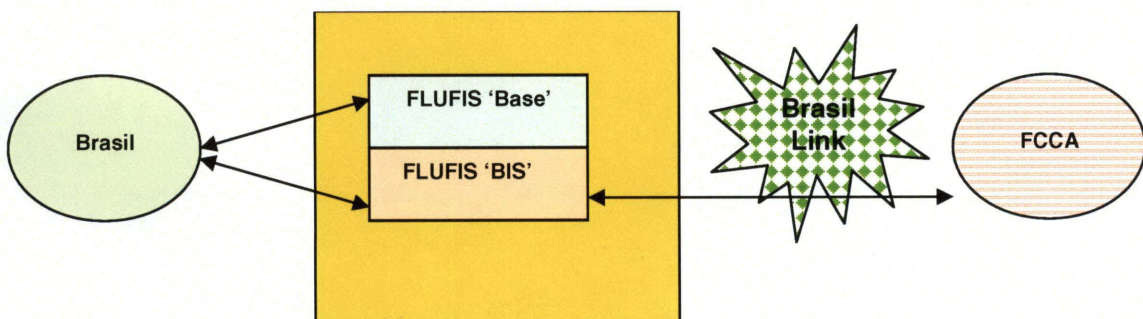 Brasil
FLUFIS ‘Base’
FLUFIS ‘BIS’
Brasil
Link
FCCA